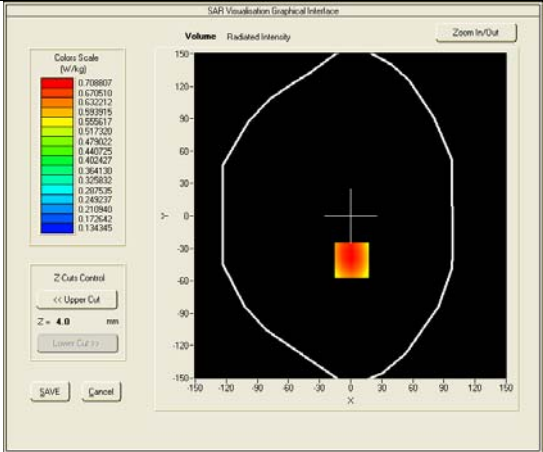 SAR Visualisation Graphical Interface
Volume Radiated Intensity
Zoom In/Out
Colors Scale
(W/kg)
0.708807
0.670510
0.632212
0.593915
0.555617
0.517320
0.479022
0.440725
0.402427
0.364130
0.325832
0.287535
0.249237
0.210940
0.172642
0.134345
Z-Cuts Control
<< Upper Cut
Z = 4.0 mm
Lower Cut >>
SAVE Cancel
150
120
90
60
30
0
-30
-60
-90
-120
-150
Y
-150 -120 -90 -60 -30 0 30 60 90 120 150
X